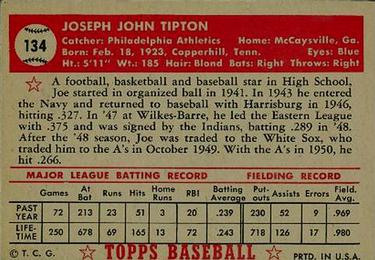 134
JOSEPH JOHN TIPTON
Catcher: Philadelphia Athletics Home: McCaysville, Ga.
Born: Feb. 18, 1923, Copperhill, Tenn. Eyes: Blue
Ht.: 5'11" Wt.: 185 Hair: Blond Bats: Right Throws: Right
A football, basketball and baseball star in High School.
Joe started in organized ball in 1941. In 1943 he entered
the Navy and returned to baseball with Harrisburg in 1946,
hitting .327. In '47 at Wilkes-Barre, he led the Eastern League
with .375 and was signed by the Indians, batting .289 in '48.
After the '48 season, Joe was traded to the White Sox, who
traded him to the A's in October 1949. With the A's in 1950, he
hit .266.
MAJOR LEAGUE BATTING RECORD FIELDING RECORD
Games At Bat Runs Hits Home Runs RBI Batting Average Put-outs Assists Errors Field. Avg.
PAST YEAR 72 213 23 51 3 20 .239 230 52 9 .969
LIFE-TIME 250 678 69 165 13 .243 718 126 17 .980
TOPPS BASEBALL
© T. C. G. PRTD. IN U.S.A.